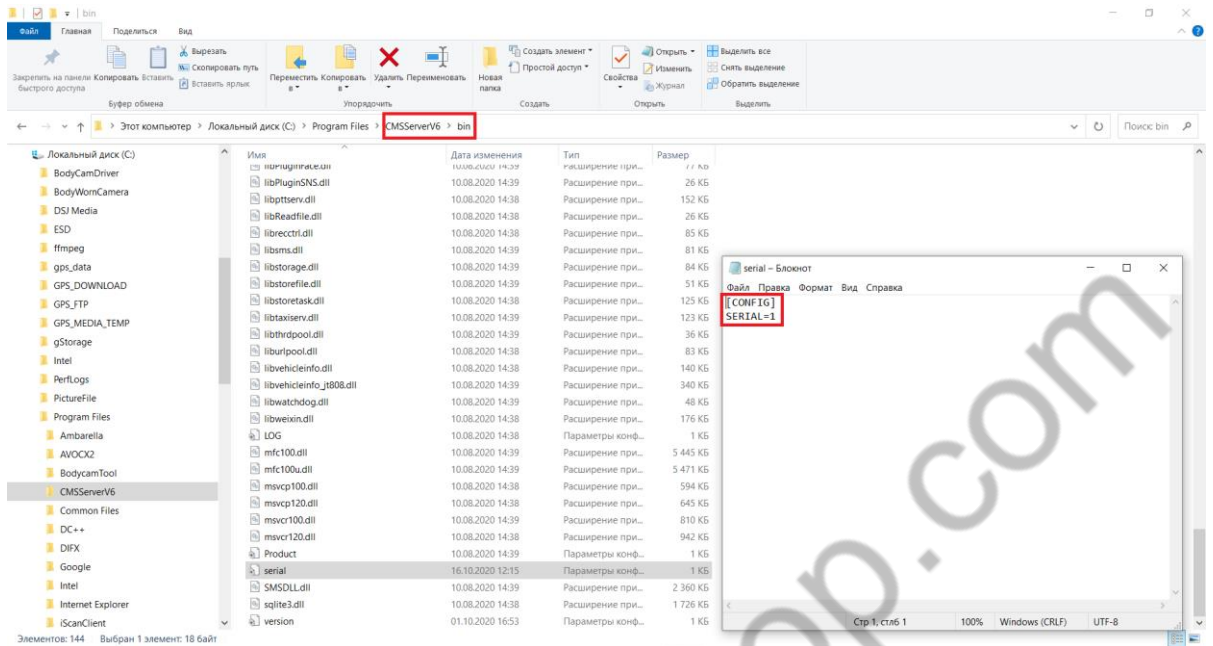 bin
Файл Главная Поделиться Вид
Закрепить на панели быстрого доступа
Копировать
Вставить
Вырезать
Скопировать путь
Вставить ярлык
Буфер обмена
Переместить в
Копировать в
Удалить
Переименовать
Упорядочить
Новая папка
Создать элемент
Простой доступ
Создать
Свойства
Открыть
Изменить
Журнал
Открыть
Выделить все
Снять выделение
Обратить выделение
Выделить
Этот компьютер > Локальный диск (C:) > Program Files > CMSServerV6 > bin
Поиск: bin
Локальный диск (C:)
BodyCamDriver
BodyWornCamera
DSJ Media
ESD
ffmpeg
gps_data
GPS_DOWNLOAD
GPS_FTP
GPS_MEDIA_TEMP
gStorage
Intel
PerfLogs
PictureFile
Program Files
Ambarella
AVOCX2
BodycamTool
CMSServerV6
Common Files
DC++
DIFX
Google
Intel
Internet Explorer
iScanClient
Имя Дата изменения Тип Размер
libPluginFace.dll 10.08.2020 14:39 Расширение при... 77 КБ
libPluginSNS.dll 10.08.2020 14:39 Расширение при... 26 КБ
libpttserv.dll 10.08.2020 14:38 Расширение при... 152 КБ
libReadfile.dll 10.08.2020 14:38 Расширение при... 26 КБ
librecctrl.dll 10.08.2020 14:38 Расширение при... 85 КБ
libsms.dll 10.08.2020 14:39 Расширение при... 81 КБ
libstorage.dll 10.08.2020 14:39 Расширение при... 84 КБ
libstorefile.dll 10.08.2020 14:39 Расширение при... 51 КБ
libstoretask.dll 10.08.2020 14:38 Расширение при... 125 КБ
libtaxiserv.dll 10.08.2020 14:39 Расширение при... 123 КБ
libthrdpool.dll 10.08.2020 14:39 Расширение при... 36 КБ
liburlpool.dll 10.08.2020 14:38 Расширение при... 83 КБ
libvehicleinfo.dll 10.08.2020 14:38 Расширение при... 140 КБ
libvehicleinfo_jt808.dll 10.08.2020 14:39 Расширение при... 340 КБ
libwatchdog.dll 10.08.2020 14:39 Расширение при... 48 КБ
libweixin.dll 10.08.2020 14:38 Расширение при... 176 КБ
LOG 10.08.2020 14:38 Параметры конф... 1 КБ
mfc100.dll 10.08.2020 14:38 Расширение при... 5 445 КБ
mfc100u.dll 10.08.2020 14:39 Расширение при... 5 471 КБ
msvcp100.dll 10.08.2020 14:38 Расширение при... 594 КБ
msvcp120.dll 10.08.2020 14:38 Расширение при... 645 КБ
msvcr100.dll 10.08.2020 14:39 Расширение при... 810 КБ
msvcr120.dll 10.08.2020 14:38 Расширение при... 942 КБ
Product 10.08.2020 14:39 Параметры конф... 1 КБ
serial 16.10.2020 12:15 Параметры конф... 1 КБ
SMSDLL.dll 10.08.2020 14:39 Расширение при... 2 360 КБ
sqlite3.dll 10.08.2020 14:38 Расширение при... 1 726 КБ
version 01.10.2020 16:53 Параметры конф... 1 КБ
serial – Блокнот
Файл Правка Формат Вид Справка
[CONFIG]
SERIAL=1
Стр 1, стлб 1 100% Windows (CRLF) UTF-8
Элементов: 144 Выбран 1 элемент: 18 байт
p.com